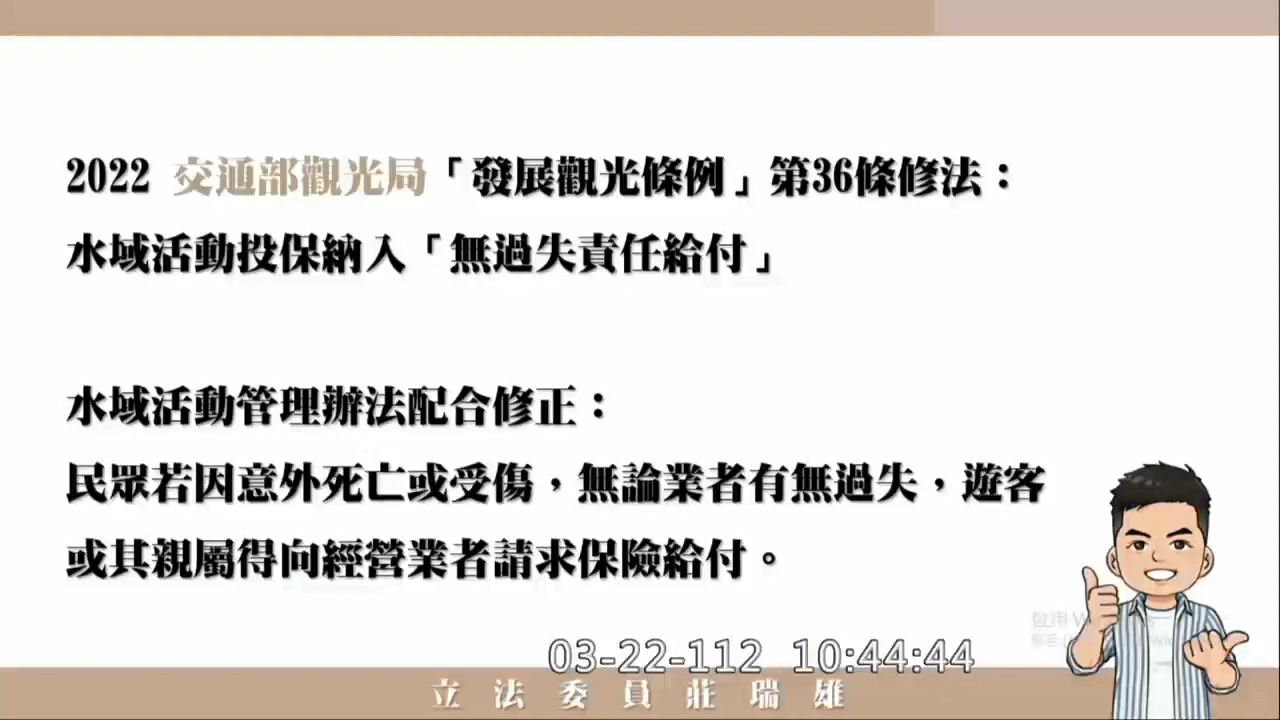 2022 交通部觀光局「發展觀光條例」第36條修法：
水域活動投保納入「無過失責任給付」
水域活動管理辦法配合修正：
民眾若因意外死亡或受傷，無論業者有無過失，遊客
或其親屬得向經營業者請求保險給付。
啟用 W
03-22-112 10:44:44
立法委員莊瑞雄